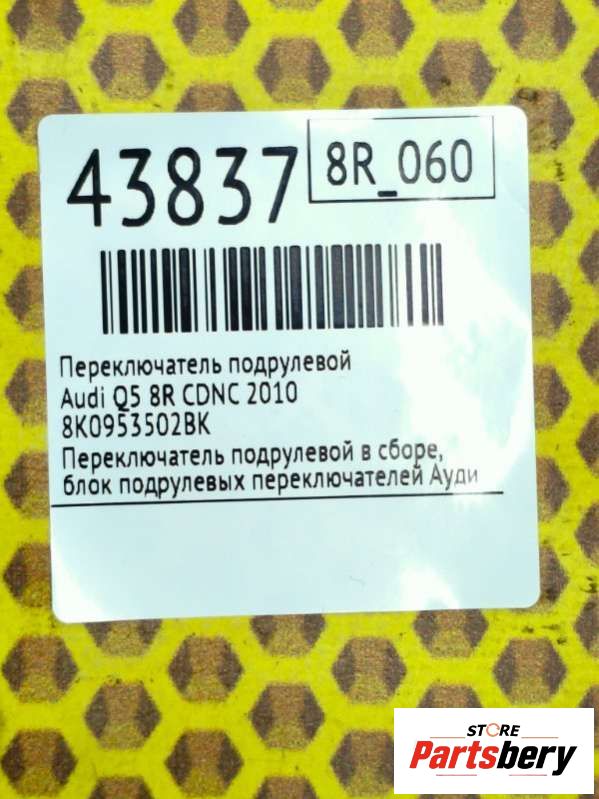 43837
8R_060
Переключатель подрулевой
Audi Q5 8R CDNC 2010
8K0953502BK
Переключатель подрулевой в сборе,
блок подрулевых переключателей Ауди
STORE
Partsbery